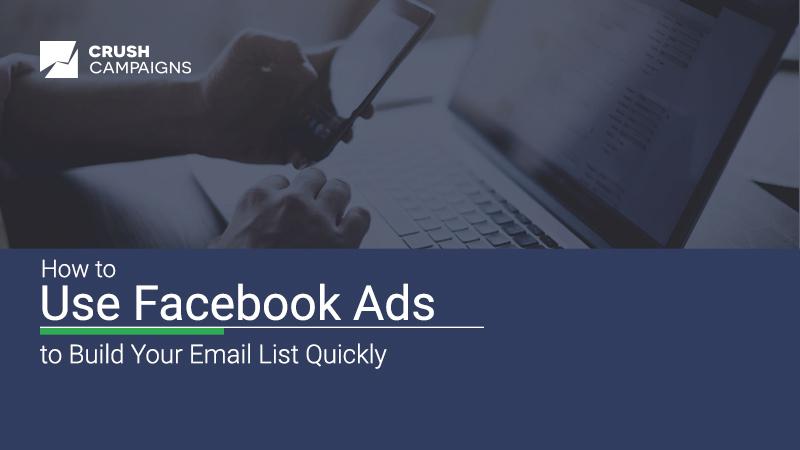 CRUSH
CAMPAIGNS
How to
Use Facebook Ads
to Build Your Email List Quickly